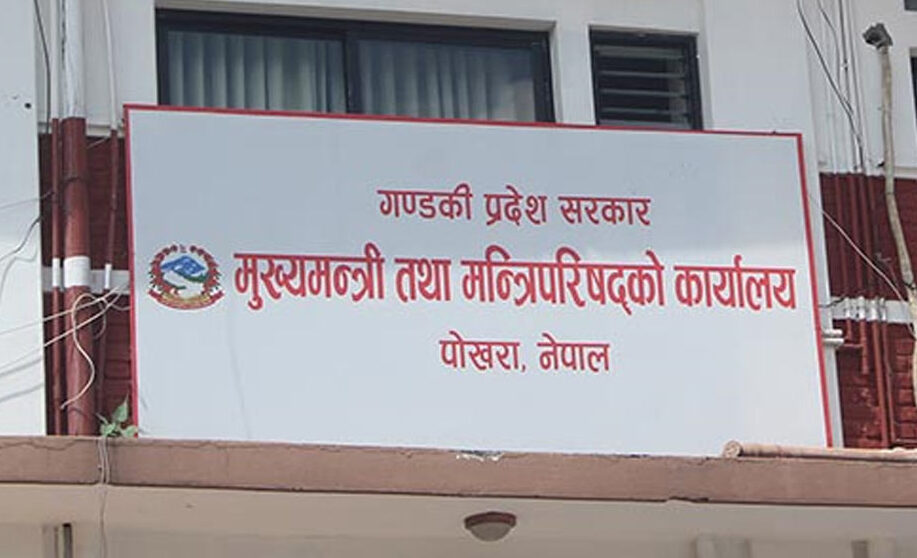 गण्डकी प्रदेश सरकार
मुख्यमन्त्री तथा मन्त्रिपरिषद्को कार्यालय
पोखरा, नेपाल